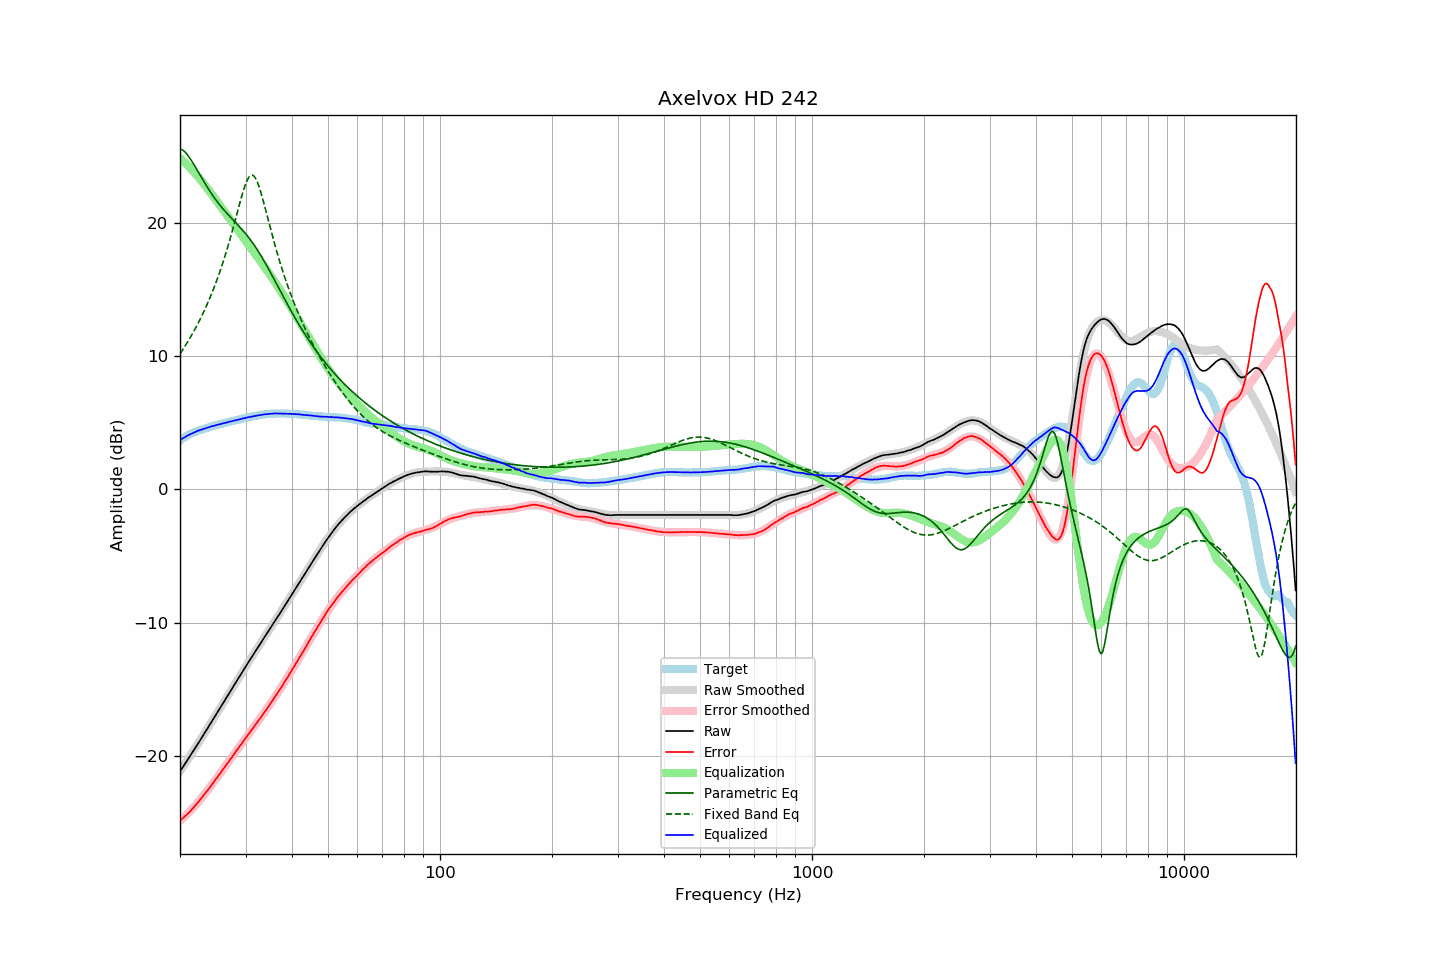 Axelvox HD 242
Amplitude (dBr)
20
10
0
−10
−20
Target
Raw Smoothed
Error Smoothed
Raw
Error
Equalization
Parametric Eq
Fixed Band Eq
Equalized
100
1000
10000
Frequency (Hz)